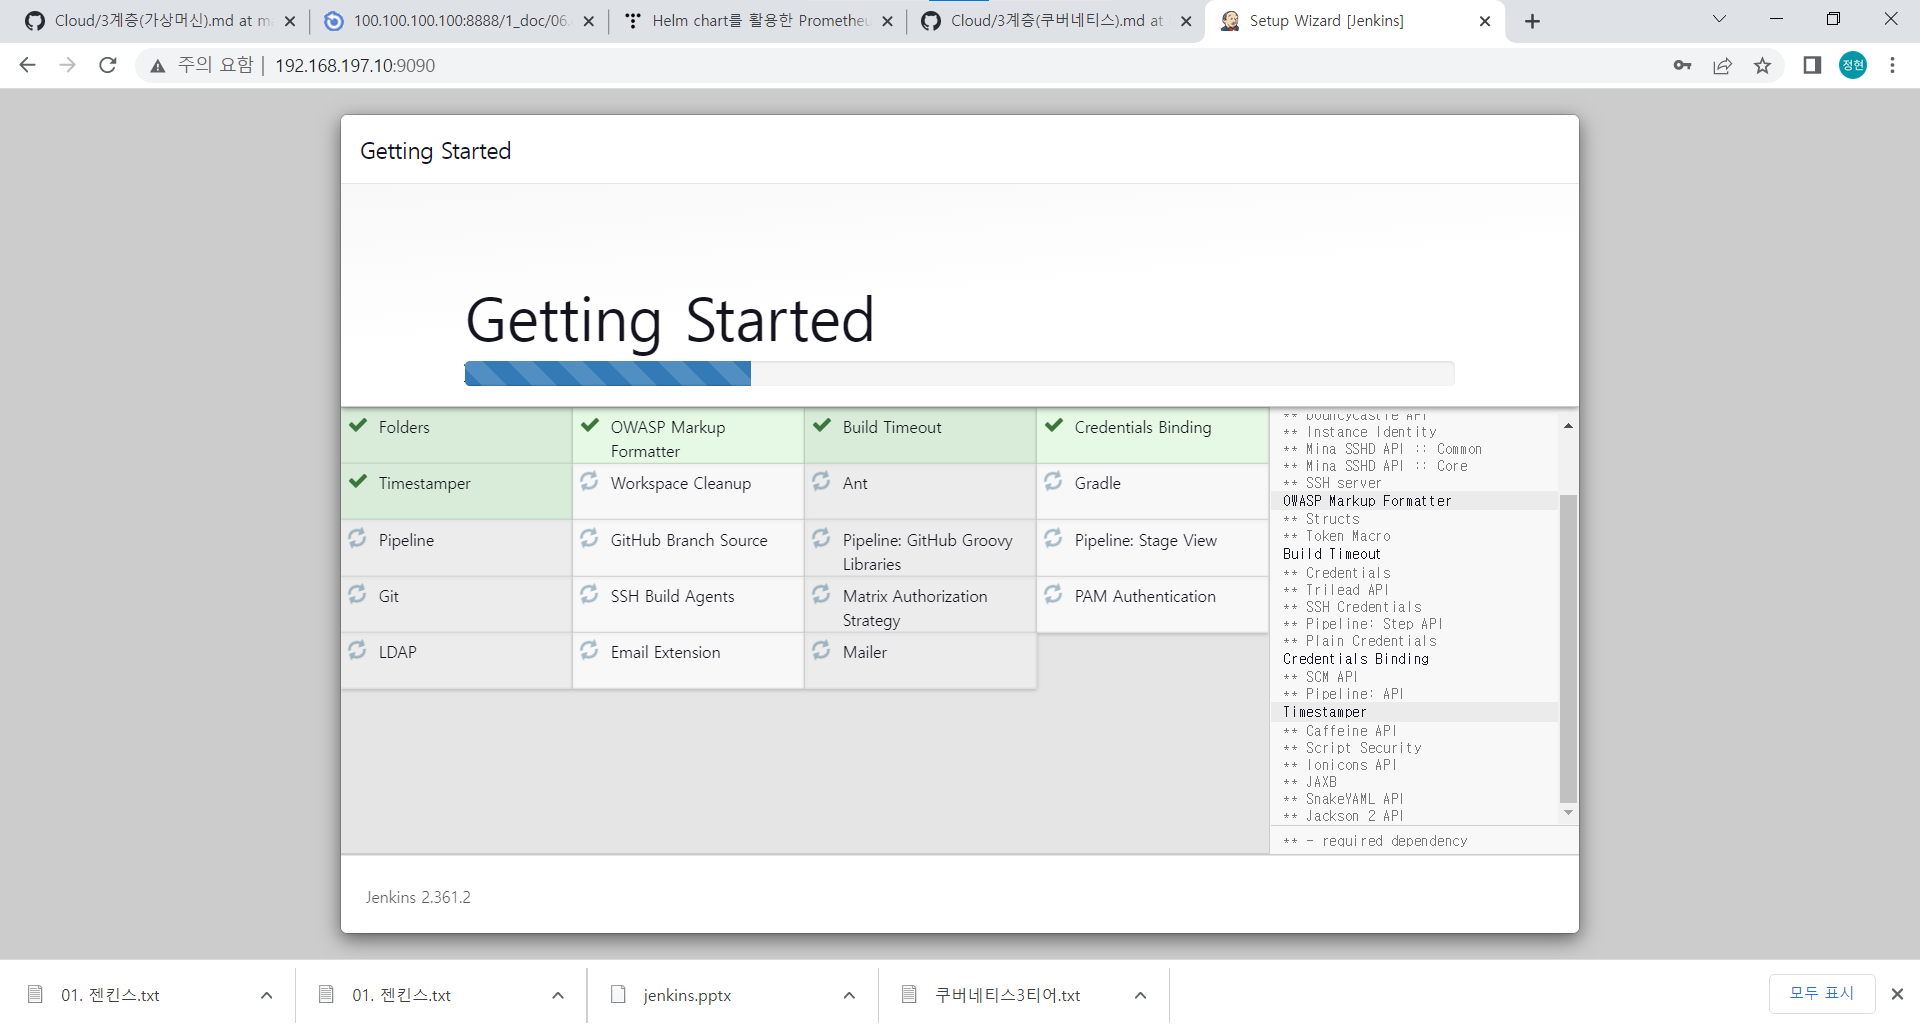 Cloud/3계층(가상머신).md at ma
100.100.100.100:8888/1_doc/06.
Helm chart를 활용한 Prometheu
Cloud/3계층(쿠버네티스).md at
Setup Wizard [Jenkins]
주의 요함 | 192.168.197.10:9090
정현
Getting Started
Getting Started
Folders
OWASP Markup
Formatter
Build Timeout
Credentials Binding
Timestamper
Workspace Cleanup
Ant
Gradle
Pipeline
GitHub Branch Source
Pipeline: GitHub Groovy
Libraries
Pipeline: Stage View
Git
SSH Build Agents
Matrix Authorization
Strategy
PAM Authentication
LDAP
Email Extension
Mailer
** bouncycastle API
** Instance Identity
** Mina SSHD API :: Common
** Mina SSHD API :: Core
** SSH server
OWASP Markup Formatter
** Structs
** Token Macro
Build Timeout
** Credentials
** Trilead API
** SSH Credentials
** Pipeline: Step API
** Plain Credentials
Credentials Binding
** SCM API
** Pipeline: API
Timestamper
** Caffeine API
** Script Security
** Ionicons API
** JAXB
** SnakeYAML API
** Jackson 2 API
** - required dependency
Jenkins 2.361.2
01. 젠킨스.txt
01. 젠킨스.txt
jenkins.pptx
쿠버네티스3티어.txt
모두 표시